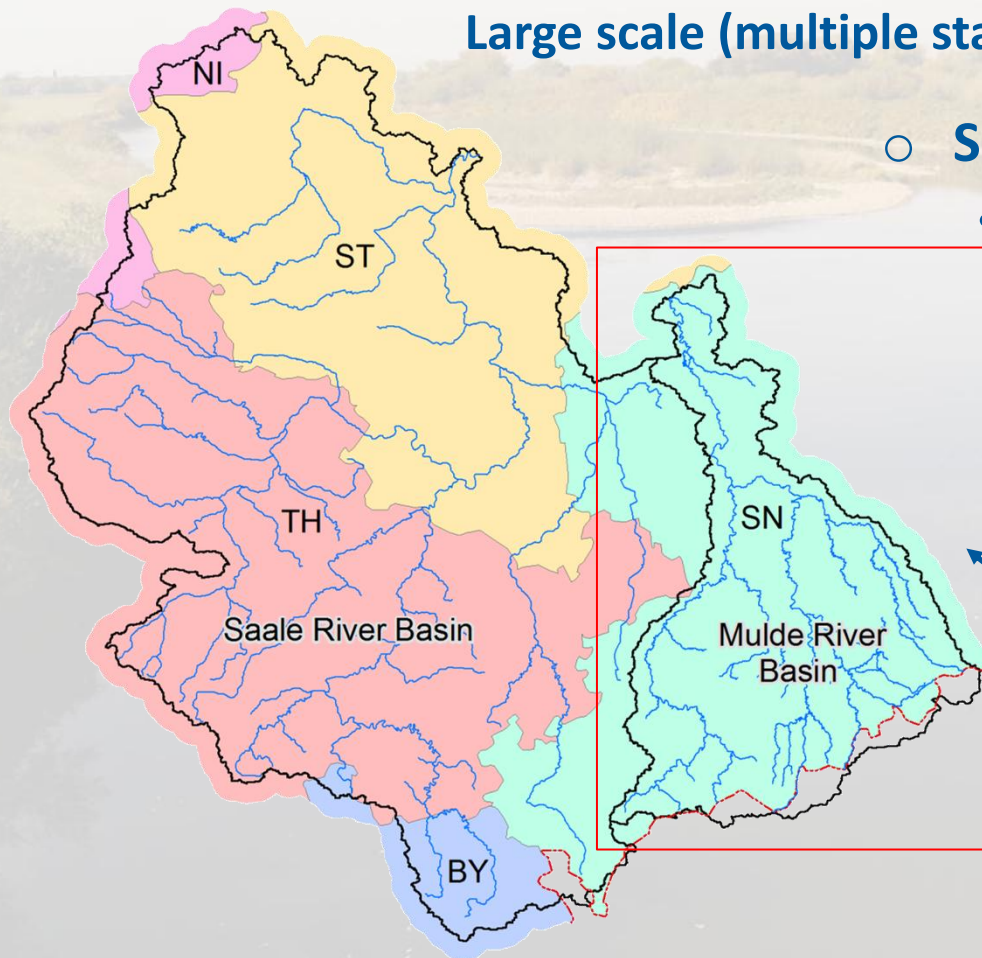 Large scale (multiple sta
o S
NI
ST
TH
SN
Saale River Basin
Mulde River
Basin
BY